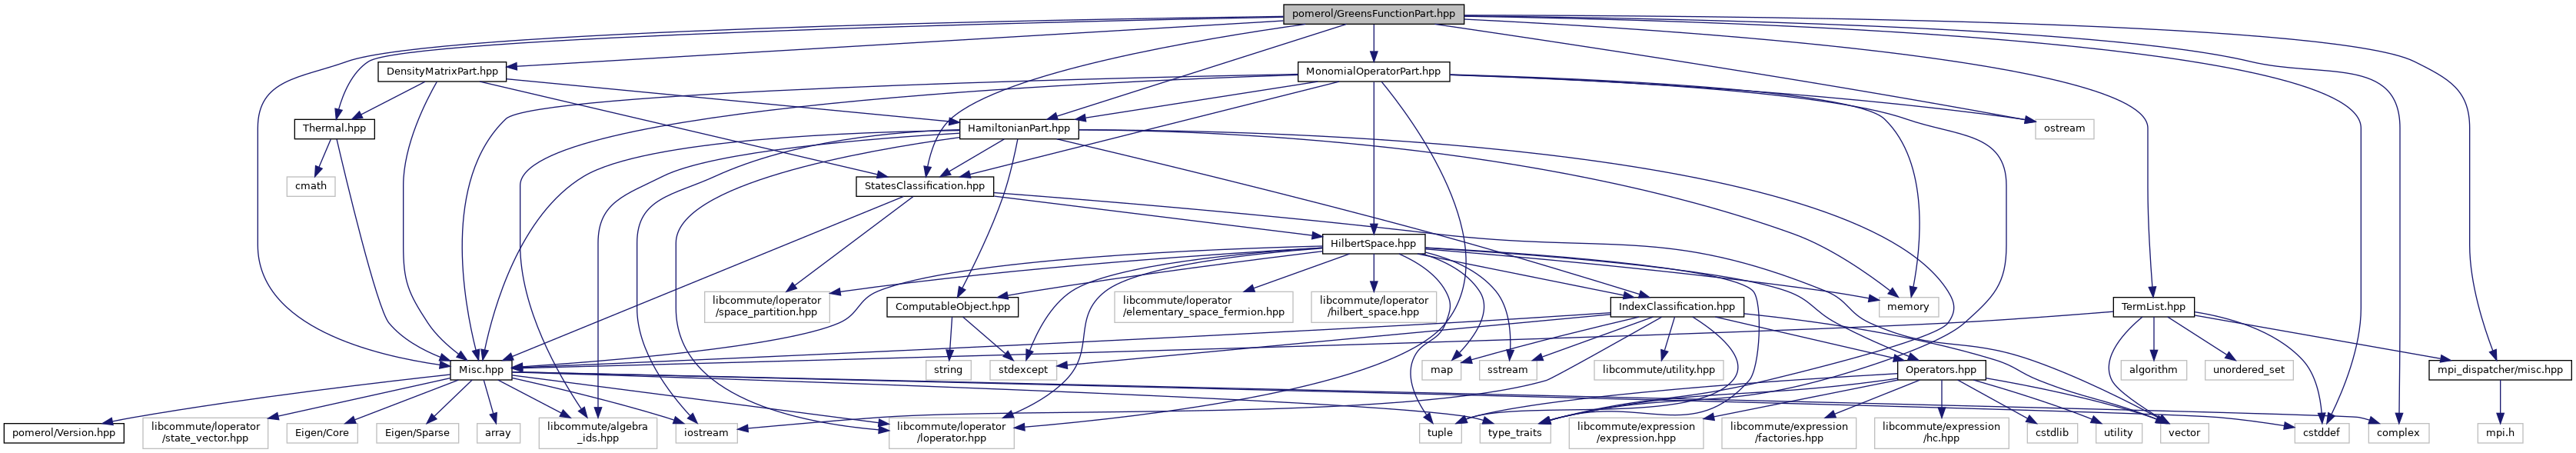 pomerol/GreensFunctionPart.hpp
DensityMatrixPart.hpp
MonomialOperatorPart.hpp
Thermal.hpp
HamiltonianPart.hpp
ostream
cmath
StatesClassification.hpp
HilbertSpace.hpp
libcommute/loperator
/space_partition.hpp
ComputableObject.hpp
libcommute/loperator
/elementary_space_fermion.hpp
libcommute/loperator
/hilbert_space.hpp
IndexClassification.hpp
memory
TermList.hpp
Misc.hpp
string
stdexcept
map
sstream
libcommute/utility.hpp
Operators.hpp
algorithm
unordered_set
mpi_dispatcher/misc.hpp
pomerol/Version.hpp
libcommute/loperator
/state_vector.hpp
Eigen/Core
Eigen/Sparse
array
libcommute/algebra
_ids.hpp
iostream
libcommute/loperator
/loperator.hpp
tuple
type_traits
libcommute/expression
/expression.hpp
libcommute/expression
/factories.hpp
libcommute/expression
/hc.hpp
cstdlib
utility
vector
cstddef
complex
mpi.h